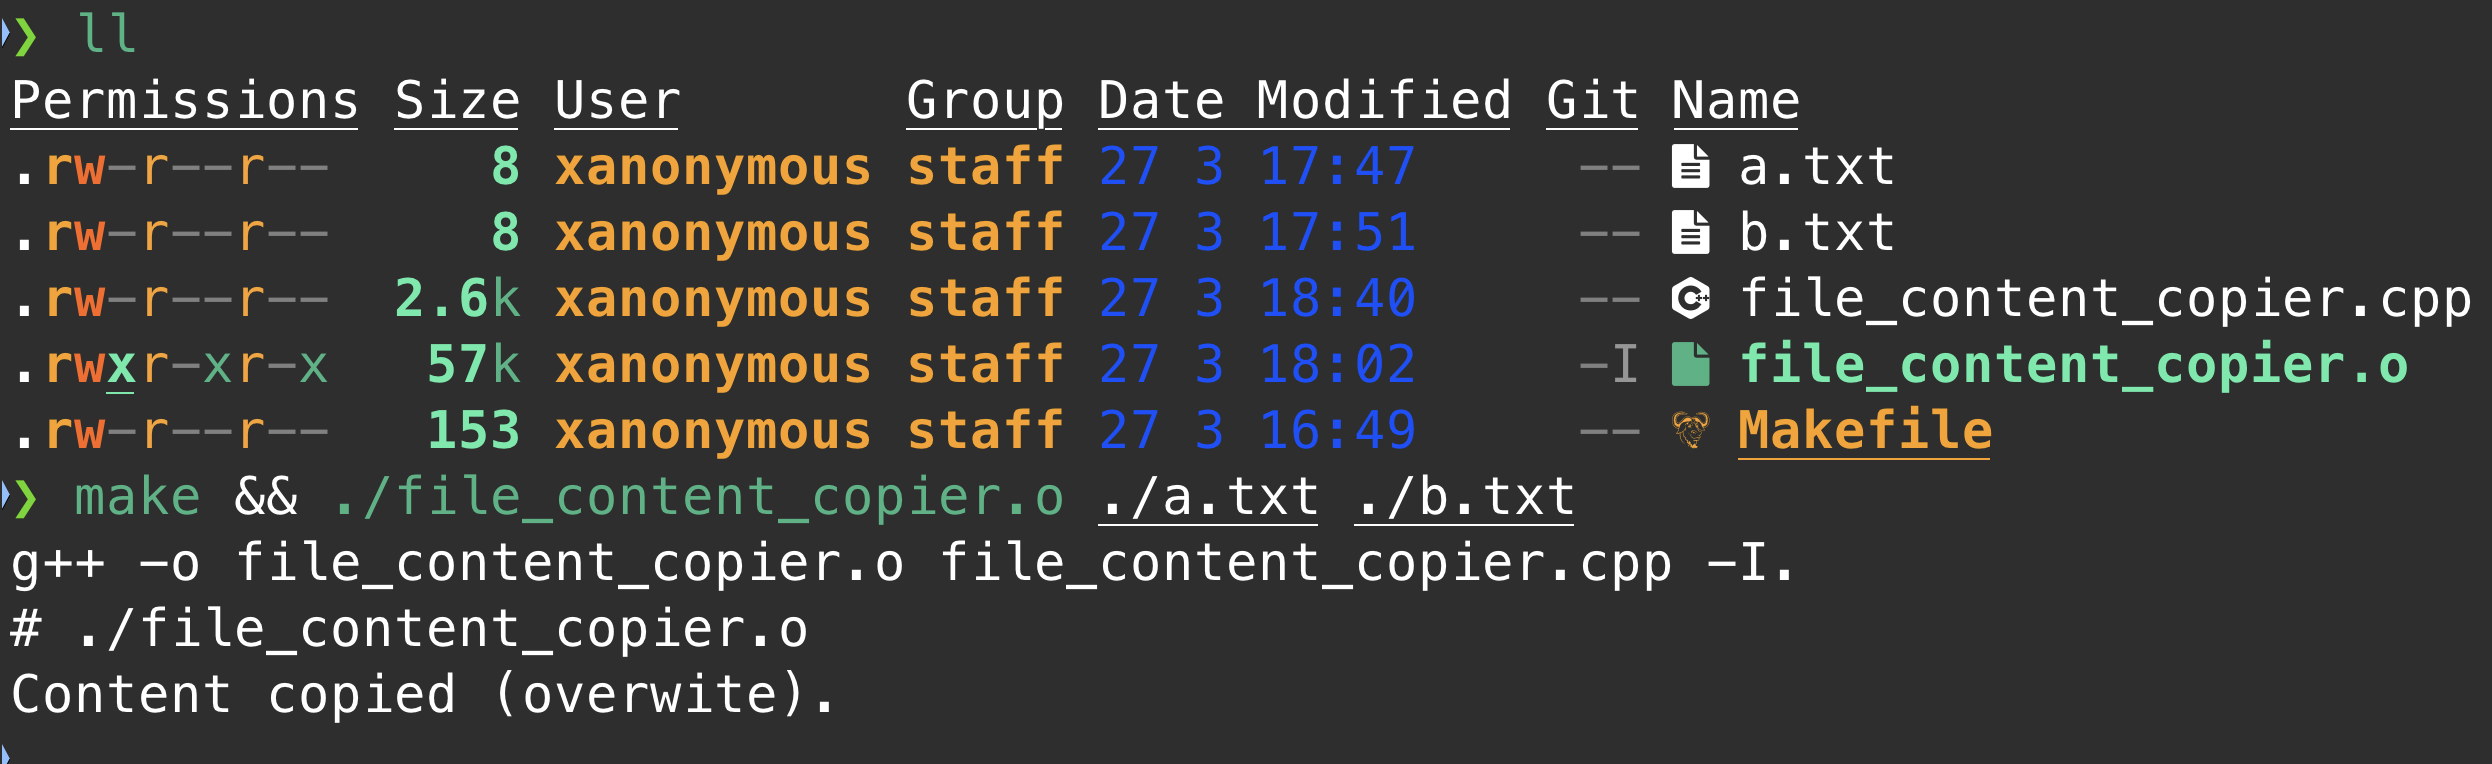 ❯ ll
Permissions Size User Group Date Modified Git Name
.rw-r--r-- 8 xanonymous staff 27 3 17:47 -- a.txt
.rw-r--r-- 8 xanonymous staff 27 3 17:51 -- b.txt
.rw-r--r-- 2.6k xanonymous staff 27 3 18:40 -- file_content_copier.cpp
.rwxr-xr-x 57k xanonymous staff 27 3 18:02 -I file_content_copier.o
.rw-r--r-- 153 xanonymous staff 27 3 16:49 -- Makefile
❯ make && ./file_content_copier.o ./a.txt ./b.txt
g++ -o file_content_copier.o file_content_copier.cpp -I.
# ./file_content_copier.o
Content copied (overwite).